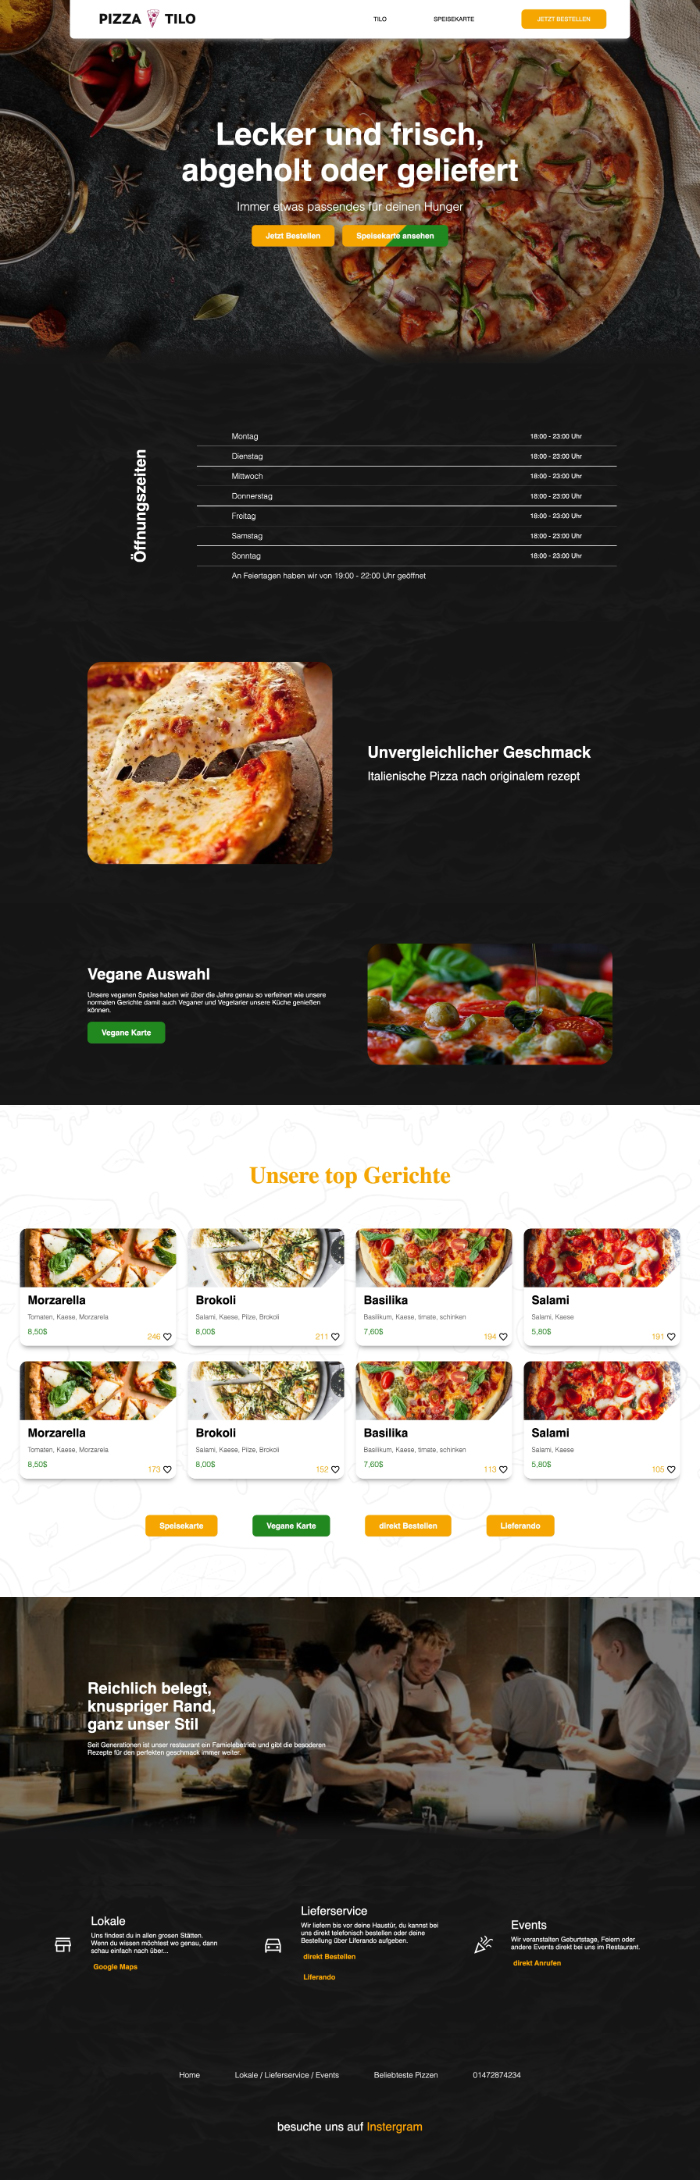 PIZZA TILO
TILO
SPEISEKARTE
JETZT BESTELLEN
Lecker und frisch,
abgeholt oder geliefert
Immer etwas passendes für deinen Hunger
Jetzt Bestellen
Speisekarte ansehen
Öffnungszeiten
Montag 18:00 - 23:00 Uhr
Dienstag 18:00 - 23:00 Uhr
Mittwoch 18:00 - 23:00 Uhr
Donnerstag 18:00 - 23:00 Uhr
Freitag 18:00 - 23:00 Uhr
Samstag 18:00 - 23:00 Uhr
Sonntag 18:00 - 23:00 Uhr
An Feiertagen haben wir von 19:00 - 22:00 Uhr geöffnet
Unvergleichlicher Geschmack
Italienische Pizza nach originalem rezept
Vegane Auswahl
Unsere veganen Speise haben wir über die Jahre genau so verfeinert wie unsere
normalen Gerichte damit auch Veganer und Vegetarier unsere Küche genießen
können.
Vegane Karte
Unsere top Gerichte
Morzarella
Tomaten, Kaese, Morzarela
8,50$
246
Brokoli
Salami, Kaese, Pilze, Brokoli
8,00$
211
Basilika
Basilikum, Kaese, timate, schinken
7,60$
194
Salami
Salami, Kaese
5,80$
191
Morzarella
Tomaten, Kaese, Morzarela
8,50$
173
Brokoli
Salami, Kaese, Pilze, Brokoli
8,00$
152
Basilika
Basilikum, Kaese, timate, schinken
7,60$
113
Salami
Salami, Kaese
5,80$
105
Speisekarte
Vegane Karte
direkt Bestellen
Lieferando
Reichlich belegt,
knuspriger Rand,
ganz unser Stil
Seit Generationen ist unser restaurant ein Famielebetrieb und gibt die besoderen
Rezepte für den perfekten geschmack immer weiter.
Lokale
Uns findest du in allen grosen Stätten.
Wenn du wissen möchtest wo genau, dann
schau einfach nach über...
Google Maps
Lieferservice
Wir liefern bis vor deine Haustür, du kannst bei
uns direkt telefonisch bestellen oder deine
Bestellung über Liferando aufgeben.
direkt Bestellen
Liferando
Events
Wir veranstalten Geburtstage, Feiern oder
andere Events direkt bei uns im Restaurant.
direkt Anrufen
Home
Lokale / Lieferservice / Events
Beliebteste Pizzen
01472874234
besuche uns auf Instergram